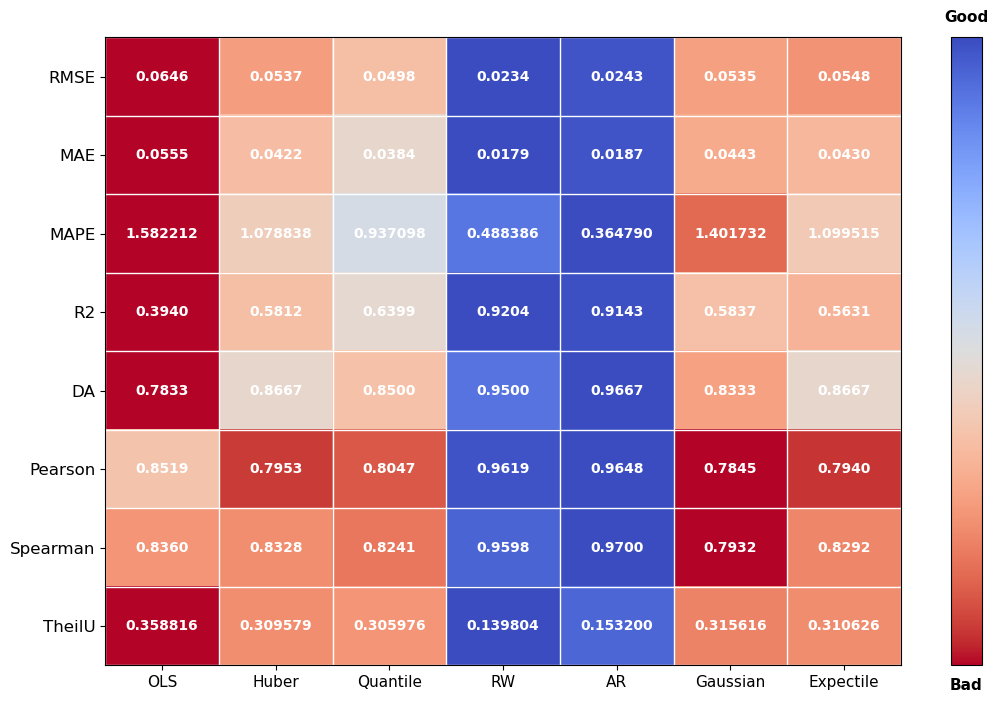 Good
RMSE 0.0646 0.0537 0.0498 0.0234 0.0243 0.0535 0.0548
MAE 0.0555 0.0422 0.0384 0.0179 0.0187 0.0443 0.0430
MAPE 1.582212 1.078838 0.937098 0.488386 0.364790 1.401732 1.099515
R2 0.3940 0.5812 0.6399 0.9204 0.9143 0.5837 0.5631
DA 0.7833 0.8667 0.8500 0.9500 0.9667 0.8333 0.8667
Pearson 0.8519 0.7953 0.8047 0.9619 0.9648 0.7845 0.7940
Spearman 0.8360 0.8328 0.8241 0.9598 0.9700 0.7932 0.8292
TheilU 0.358816 0.309579 0.305976 0.139804 0.153200 0.315616 0.310626
OLS Huber Quantile RW AR Gaussian Expectile
Bad